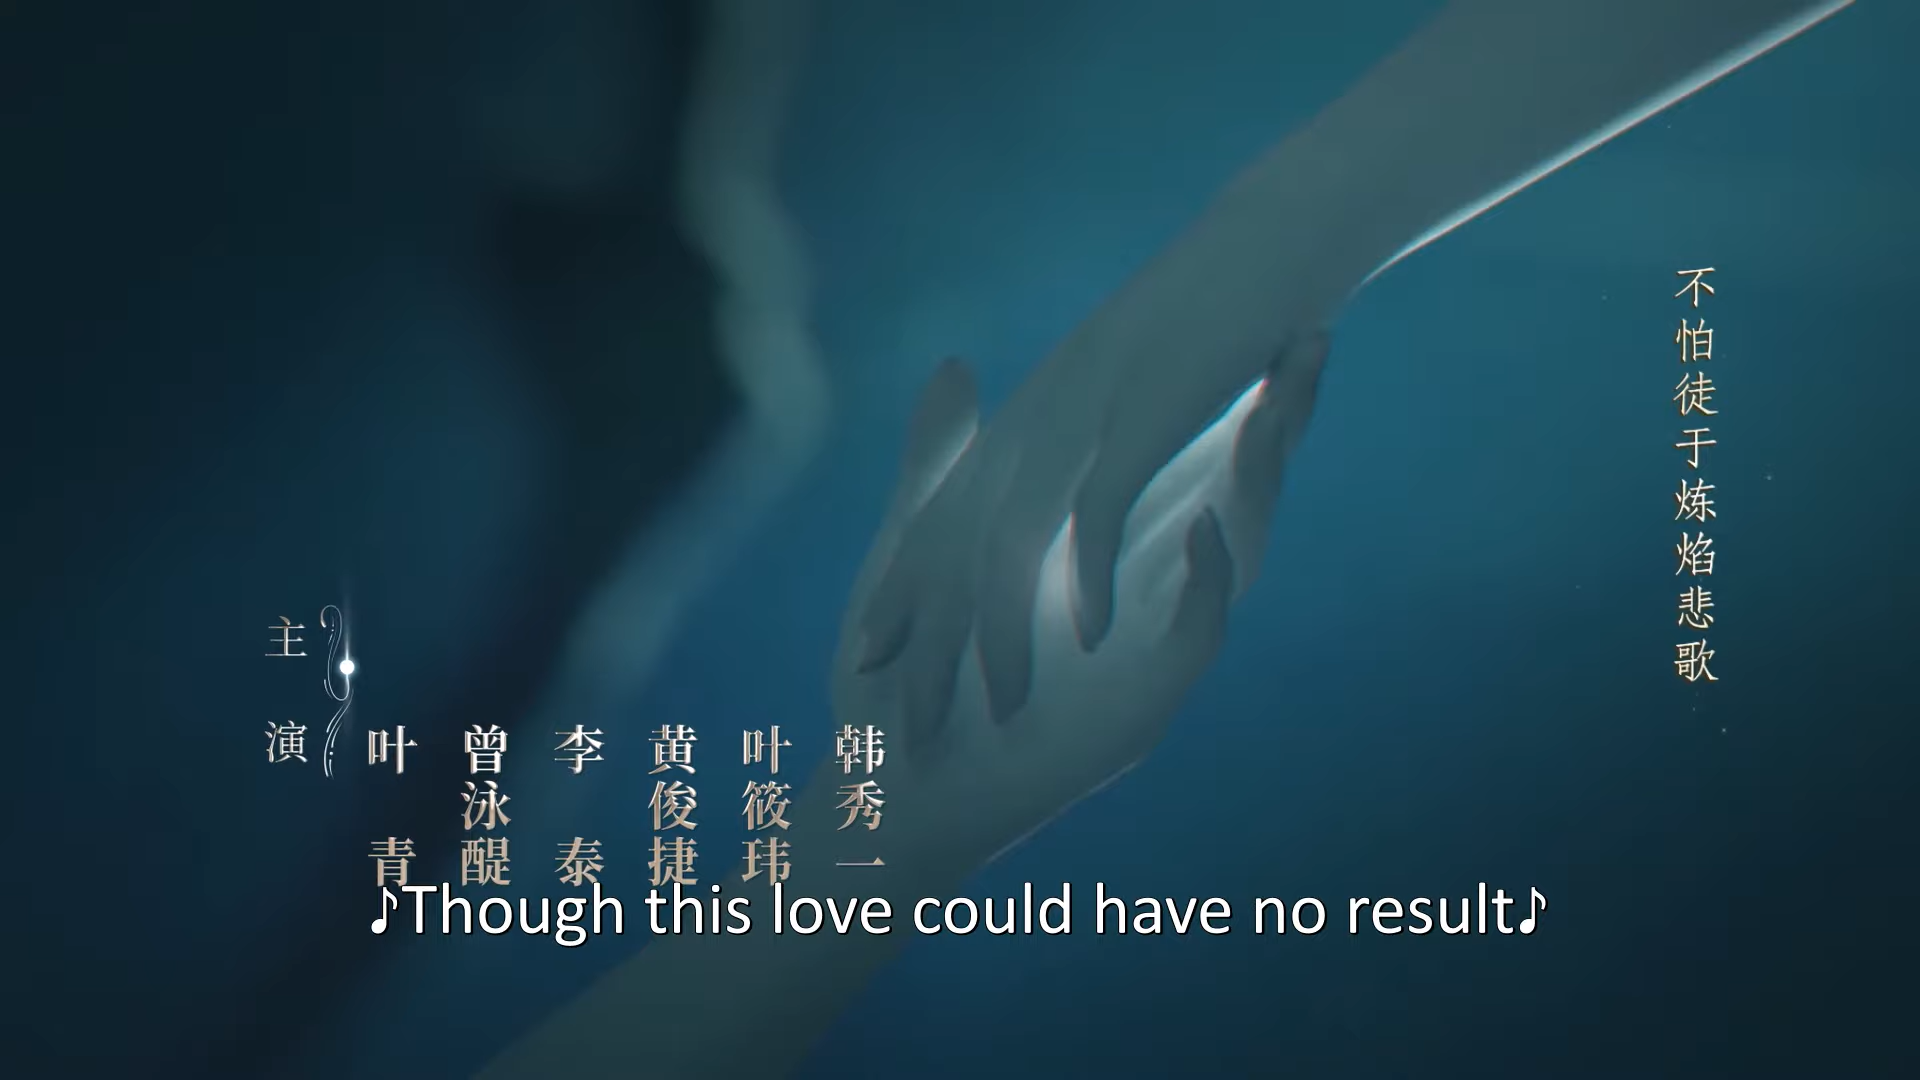 不怕徒于炼焰悲歌
主演
叶青
曾泳醍
李泰
黄俊捷
叶筱玮
韩秀一
♪Though this love could have no result♪